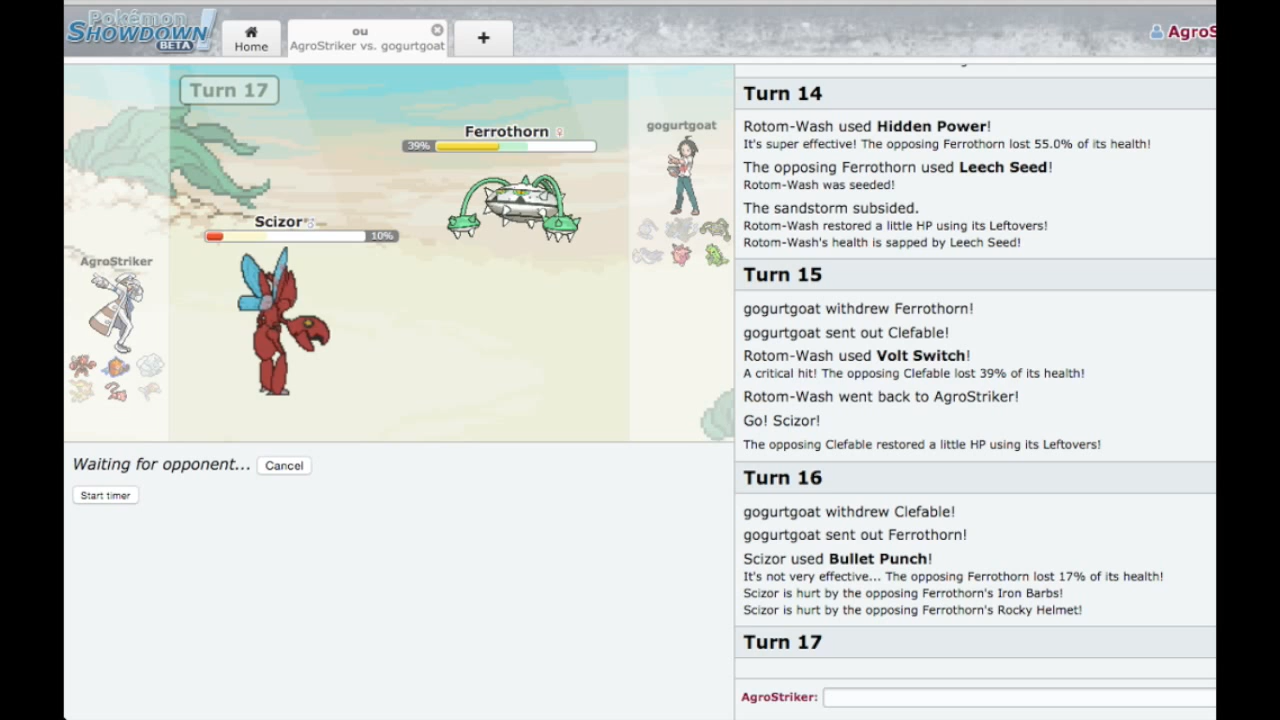 Pokémon
SHOWDOWN!
BETA
Home
ou
AgroStriker vs. gogurtgoat
+
AgroS
Turn 17
Ferrothorn
39%
gogurtgoat
Scizor
10%
AgroStriker
Waiting for opponent... Cancel
Start timer
Turn 14
Rotom-Wash used Hidden Power!
It's super effective! The opposing Ferrothorn lost 55.0% of its health!
The opposing Ferrothorn used Leech Seed!
Rotom-Wash was seeded!
The sandstorm subsided.
Rotom-Wash restored a little HP using its Leftovers!
Rotom-Wash's health is sapped by Leech Seed!
Turn 15
gogurtgoat withdrew Ferrothorn!
gogurtgoat sent out Clefable!
Rotom-Wash used Volt Switch!
A critical hit! The opposing Clefable lost 39% of its health!
Rotom-Wash went back to AgroStriker!
Go! Scizor!
The opposing Clefable restored a little HP using its Leftovers!
Turn 16
gogurtgoat withdrew Clefable!
gogurtgoat sent out Ferrothorn!
Scizor used Bullet Punch!
It's not very effective... The opposing Ferrothorn lost 17% of its health!
Scizor is hurt by the opposing Ferrothorn's Iron Barbs!
Scizor is hurt by the opposing Ferrothorn's Rocky Helmet!
Turn 17
AgroStriker: